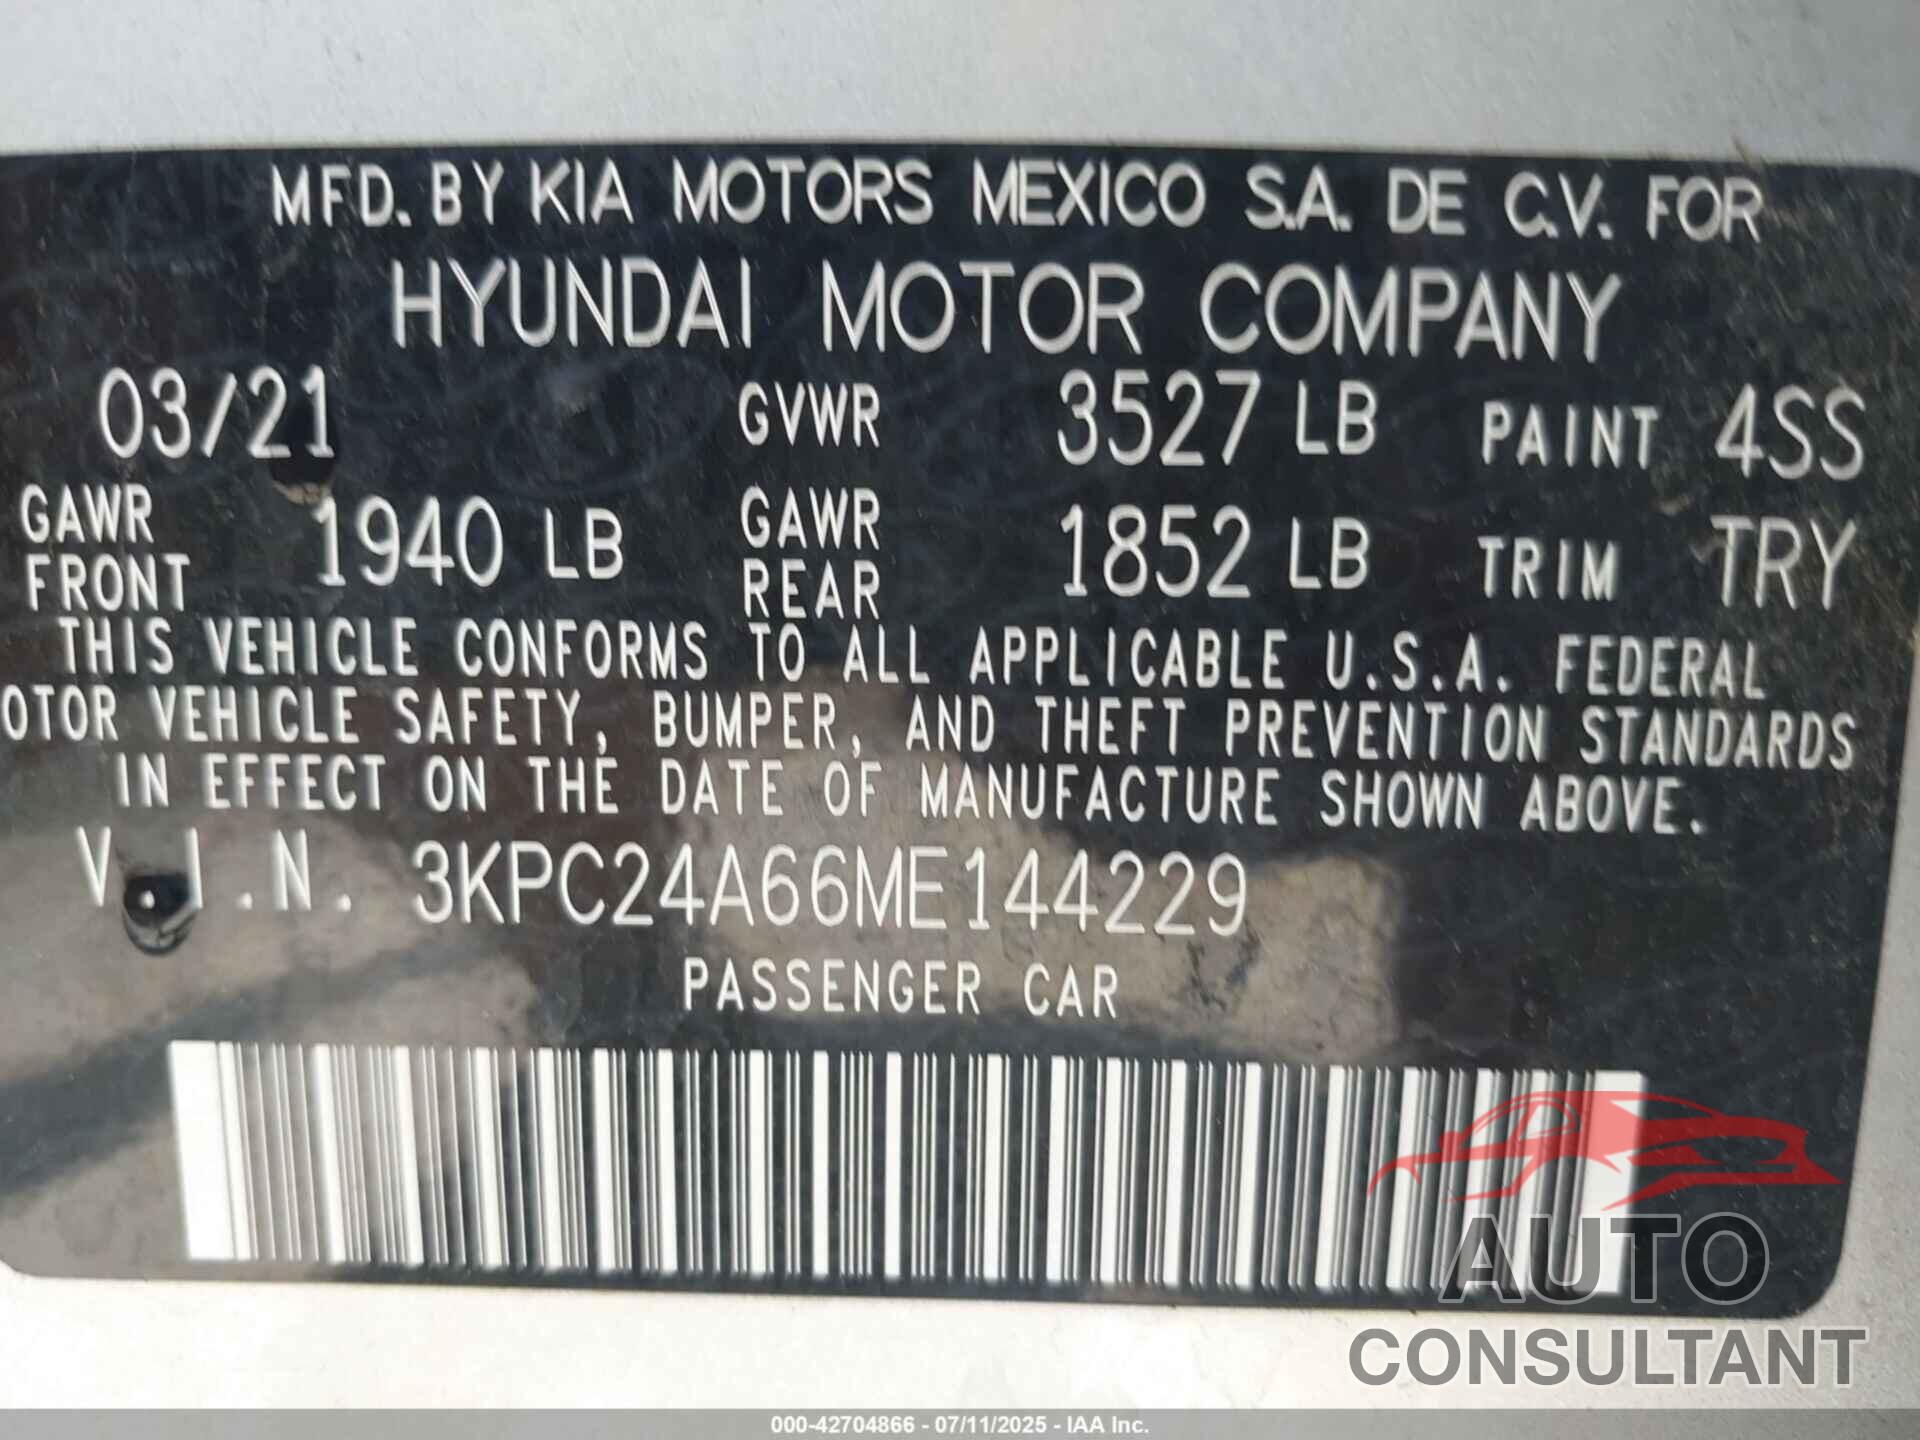 MFD. BY KIA MOTORS MEXICO S.A. DE C.V. FOR
HYUNDAI MOTOR COMPANY
03/21 GVWR 3527 LB PAINT 4SS
GAWR FRONT 1940 LB GAWR REAR 1852 LB TRIM TRY
THIS VEHICLE CONFORMS TO ALL APPLICABLE U.S.A. FEDERAL
OTOR VEHICLE SAFETY, BUMPER, AND THEFT PREVENTION STANDARDS
IN EFFECT ON THE DATE OF MANUFACTURE SHOWN ABOVE.
V.I.N. 3KPC24A66ME144229
PASSENGER CAR
AUTO
CONSULTANT
000-42704866 - 07/11/2025 - IAA Inc.